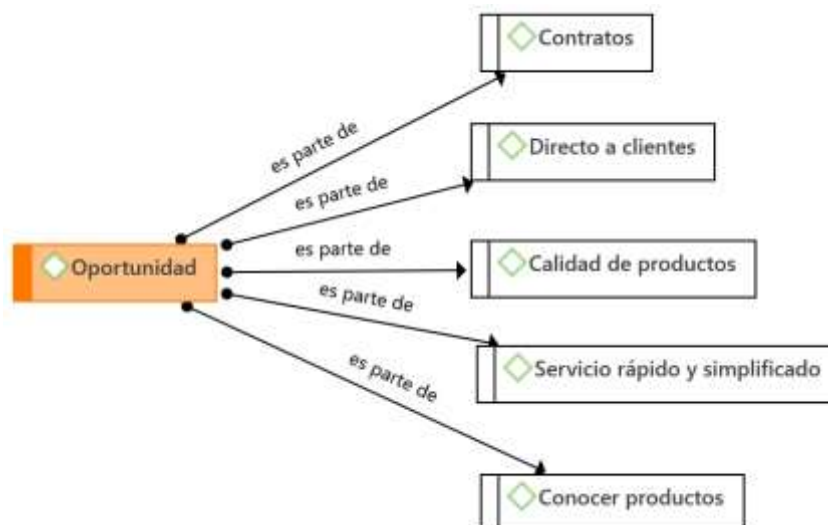 Contratos
es parte de
Directo a clientes
es parte de
Oportunidad
es parte de
Calidad de productos
es parte de
Servicio rápido y simplificado
es parte de
Conocer productos